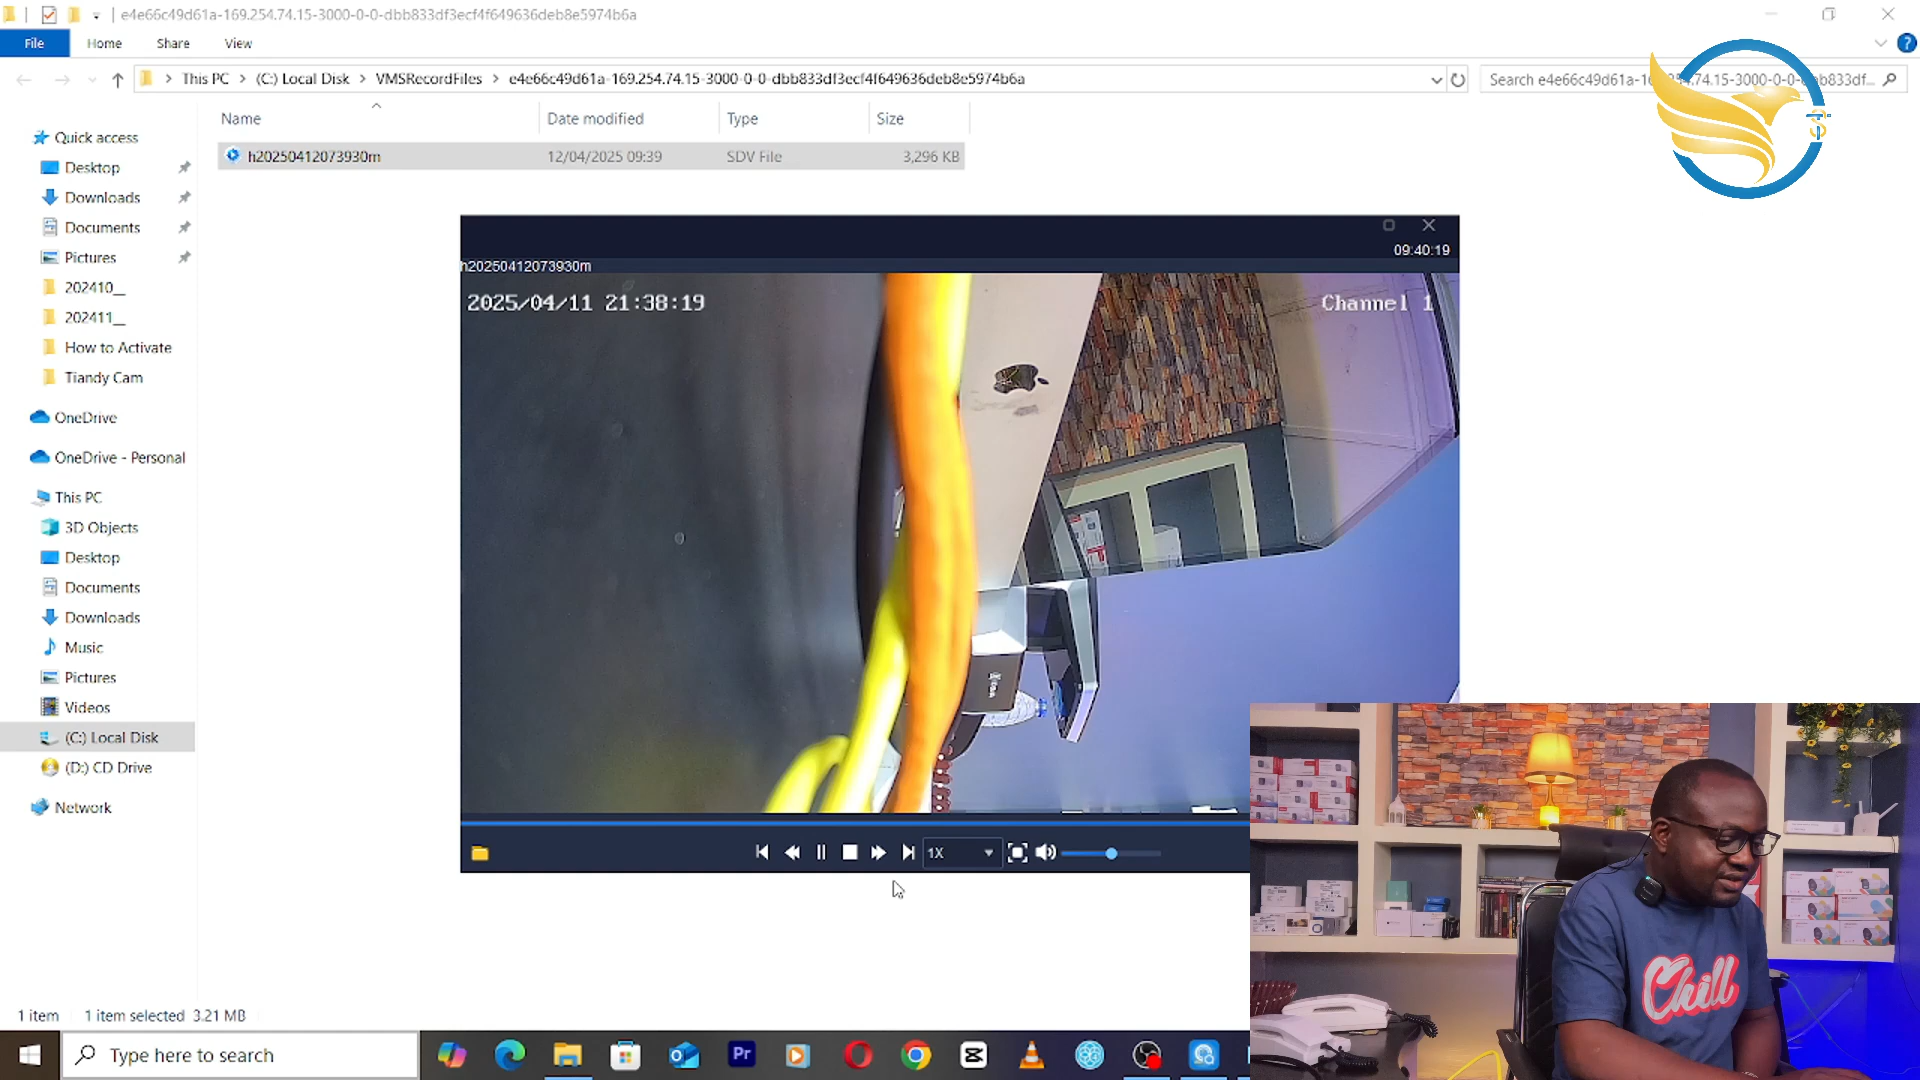 e4e66c49d61a-169.254.74.15-3000-0-0-dbb833df3ecf4f649636deb8e5974b6a
File Home Share View
This PC (C:) Local Disk VMSRecordFiles e4e66c49d61a-169.254.74.15-3000-0-0-dbb833df3ecf4f649636deb8e5974b6a
Name Date modified Type Size
h20250412073930m 12/04/2025 09:39 SDV File 3,296 KB
Quick access
Desktop
Downloads
Documents
Pictures
202410__
202411__
How to Activate
Tiandy Cam
OneDrive
OneDrive - Personal
This PC
3D Objects
Desktop
Documents
Downloads
Music
Pictures
Videos
(C:) Local Disk
(D:) CD Drive
Network
09:40:19
h20250412073930m
2025/04/11 21:38:19 Channel 1
1X
Chill
1 item 1 item selected 3.21 MB
Type here to search
Pr